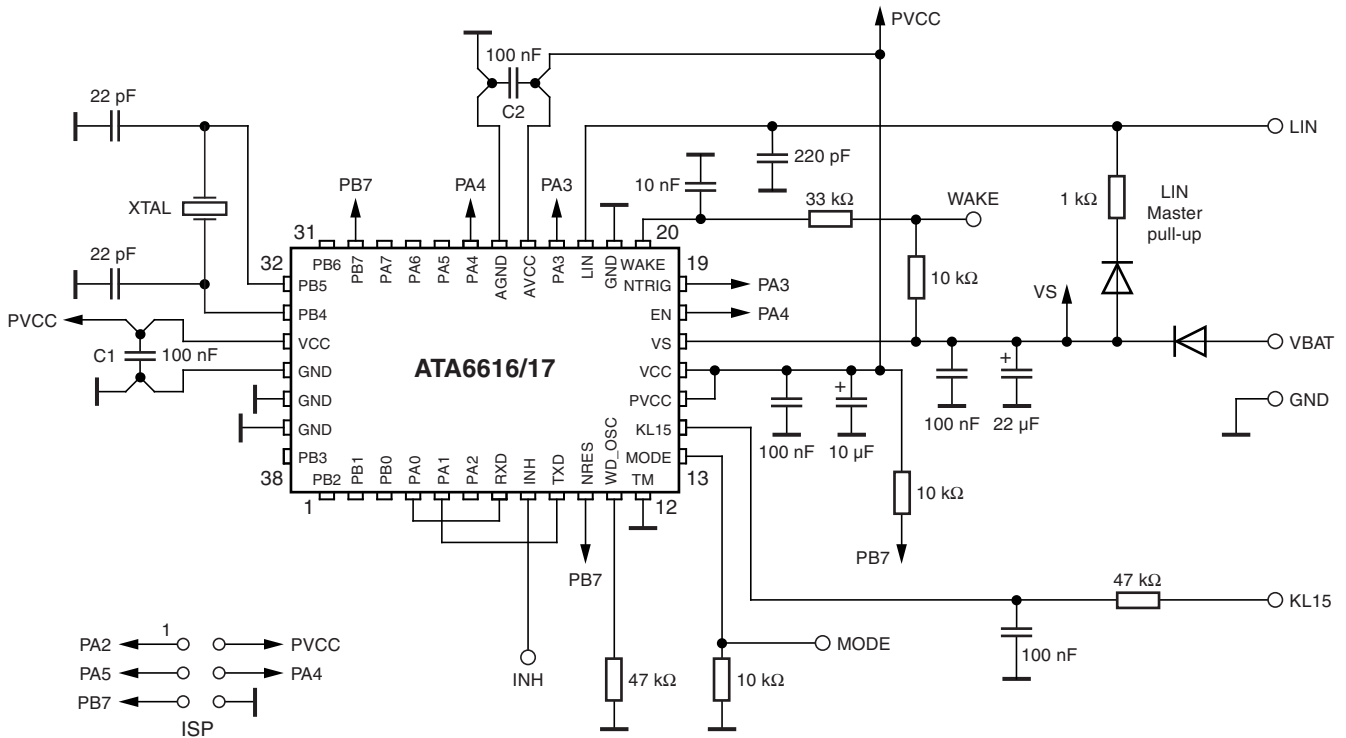 PVCC
100 nF
C2
22 pF
LIN
220 pF
10 nF
PB7
PA4
PA3
1 kΩ
LIN
Master
pull-up
XTAL
33 kΩ
WAKE
31
20
22 pF
32
PB6
PB7
PA7
PA6
PA5
PA4
AGND
AVCC
PA3
LIN
GND
WAKE
19
PB5
NTRIG
PA3
10 kΩ
PB4
EN
PA4
VS
PVCC
VCC
VS
VBAT
C1
100 nF
ATA6616/17
+
GND
VCC
GND
PVCC
+
GND
100 nF
22 µF
GND
KL15
100 nF
10 µF
PB3
MODE
38
PB2
PB1
PB0
PA0
PA1
PA2
RXD
INH
TXD
NRES
WD_OSC
TM
13
1
12
10 kΩ
PB7
PB7
47 kΩ
KL15
PA2
1
PVCC
MODE
100 nF
PA5
PA4
INH
47 kΩ
10 kΩ
PB7
ISP